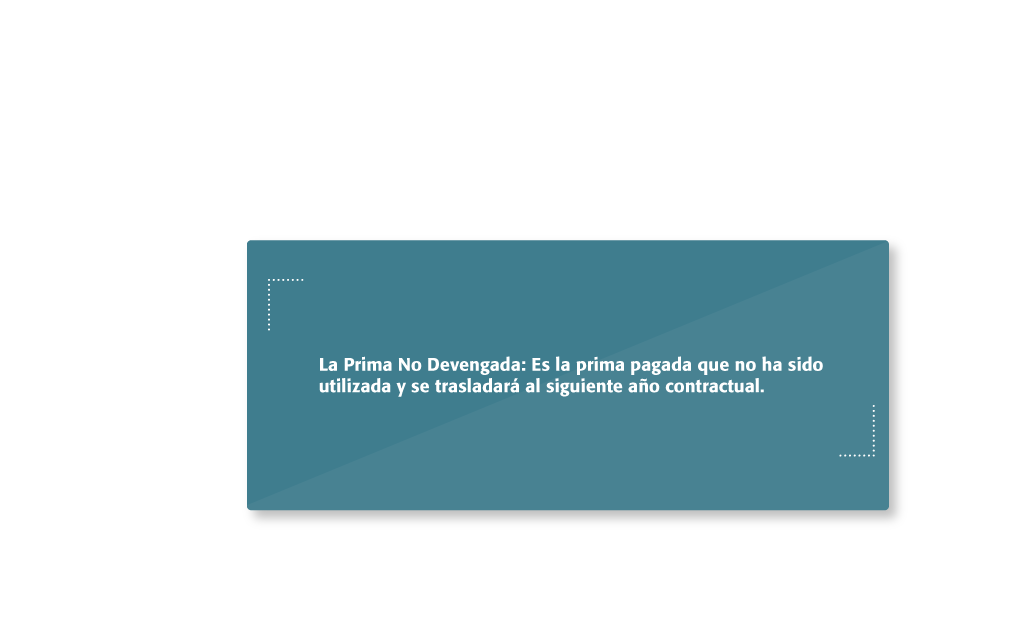 La Prima No Devengada: Es la prima pagada que no ha sido
utilizada y se trasladará al siguiente año contractual.